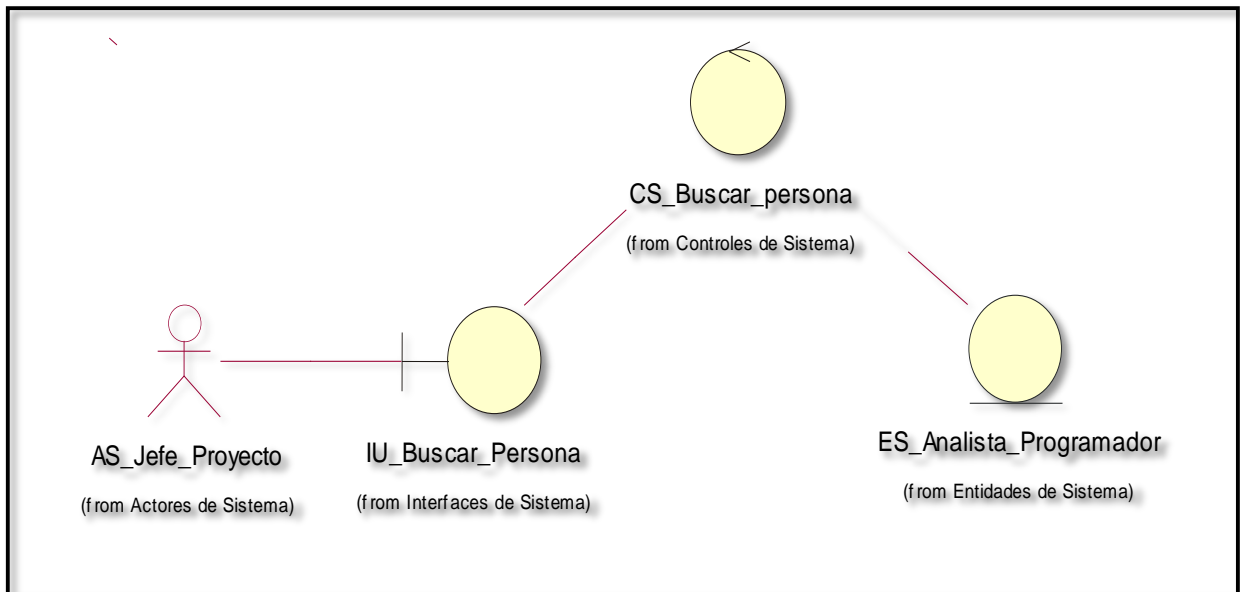 CS_Buscar_persona
(from Controles de Sistema)
AS_Jefe_Proyecto
(from Actores de Sistema)
IU_Buscar_Persona
(from Interfaces de Sistema)
ES_Analista_Programador
(from Entidades de Sistema)